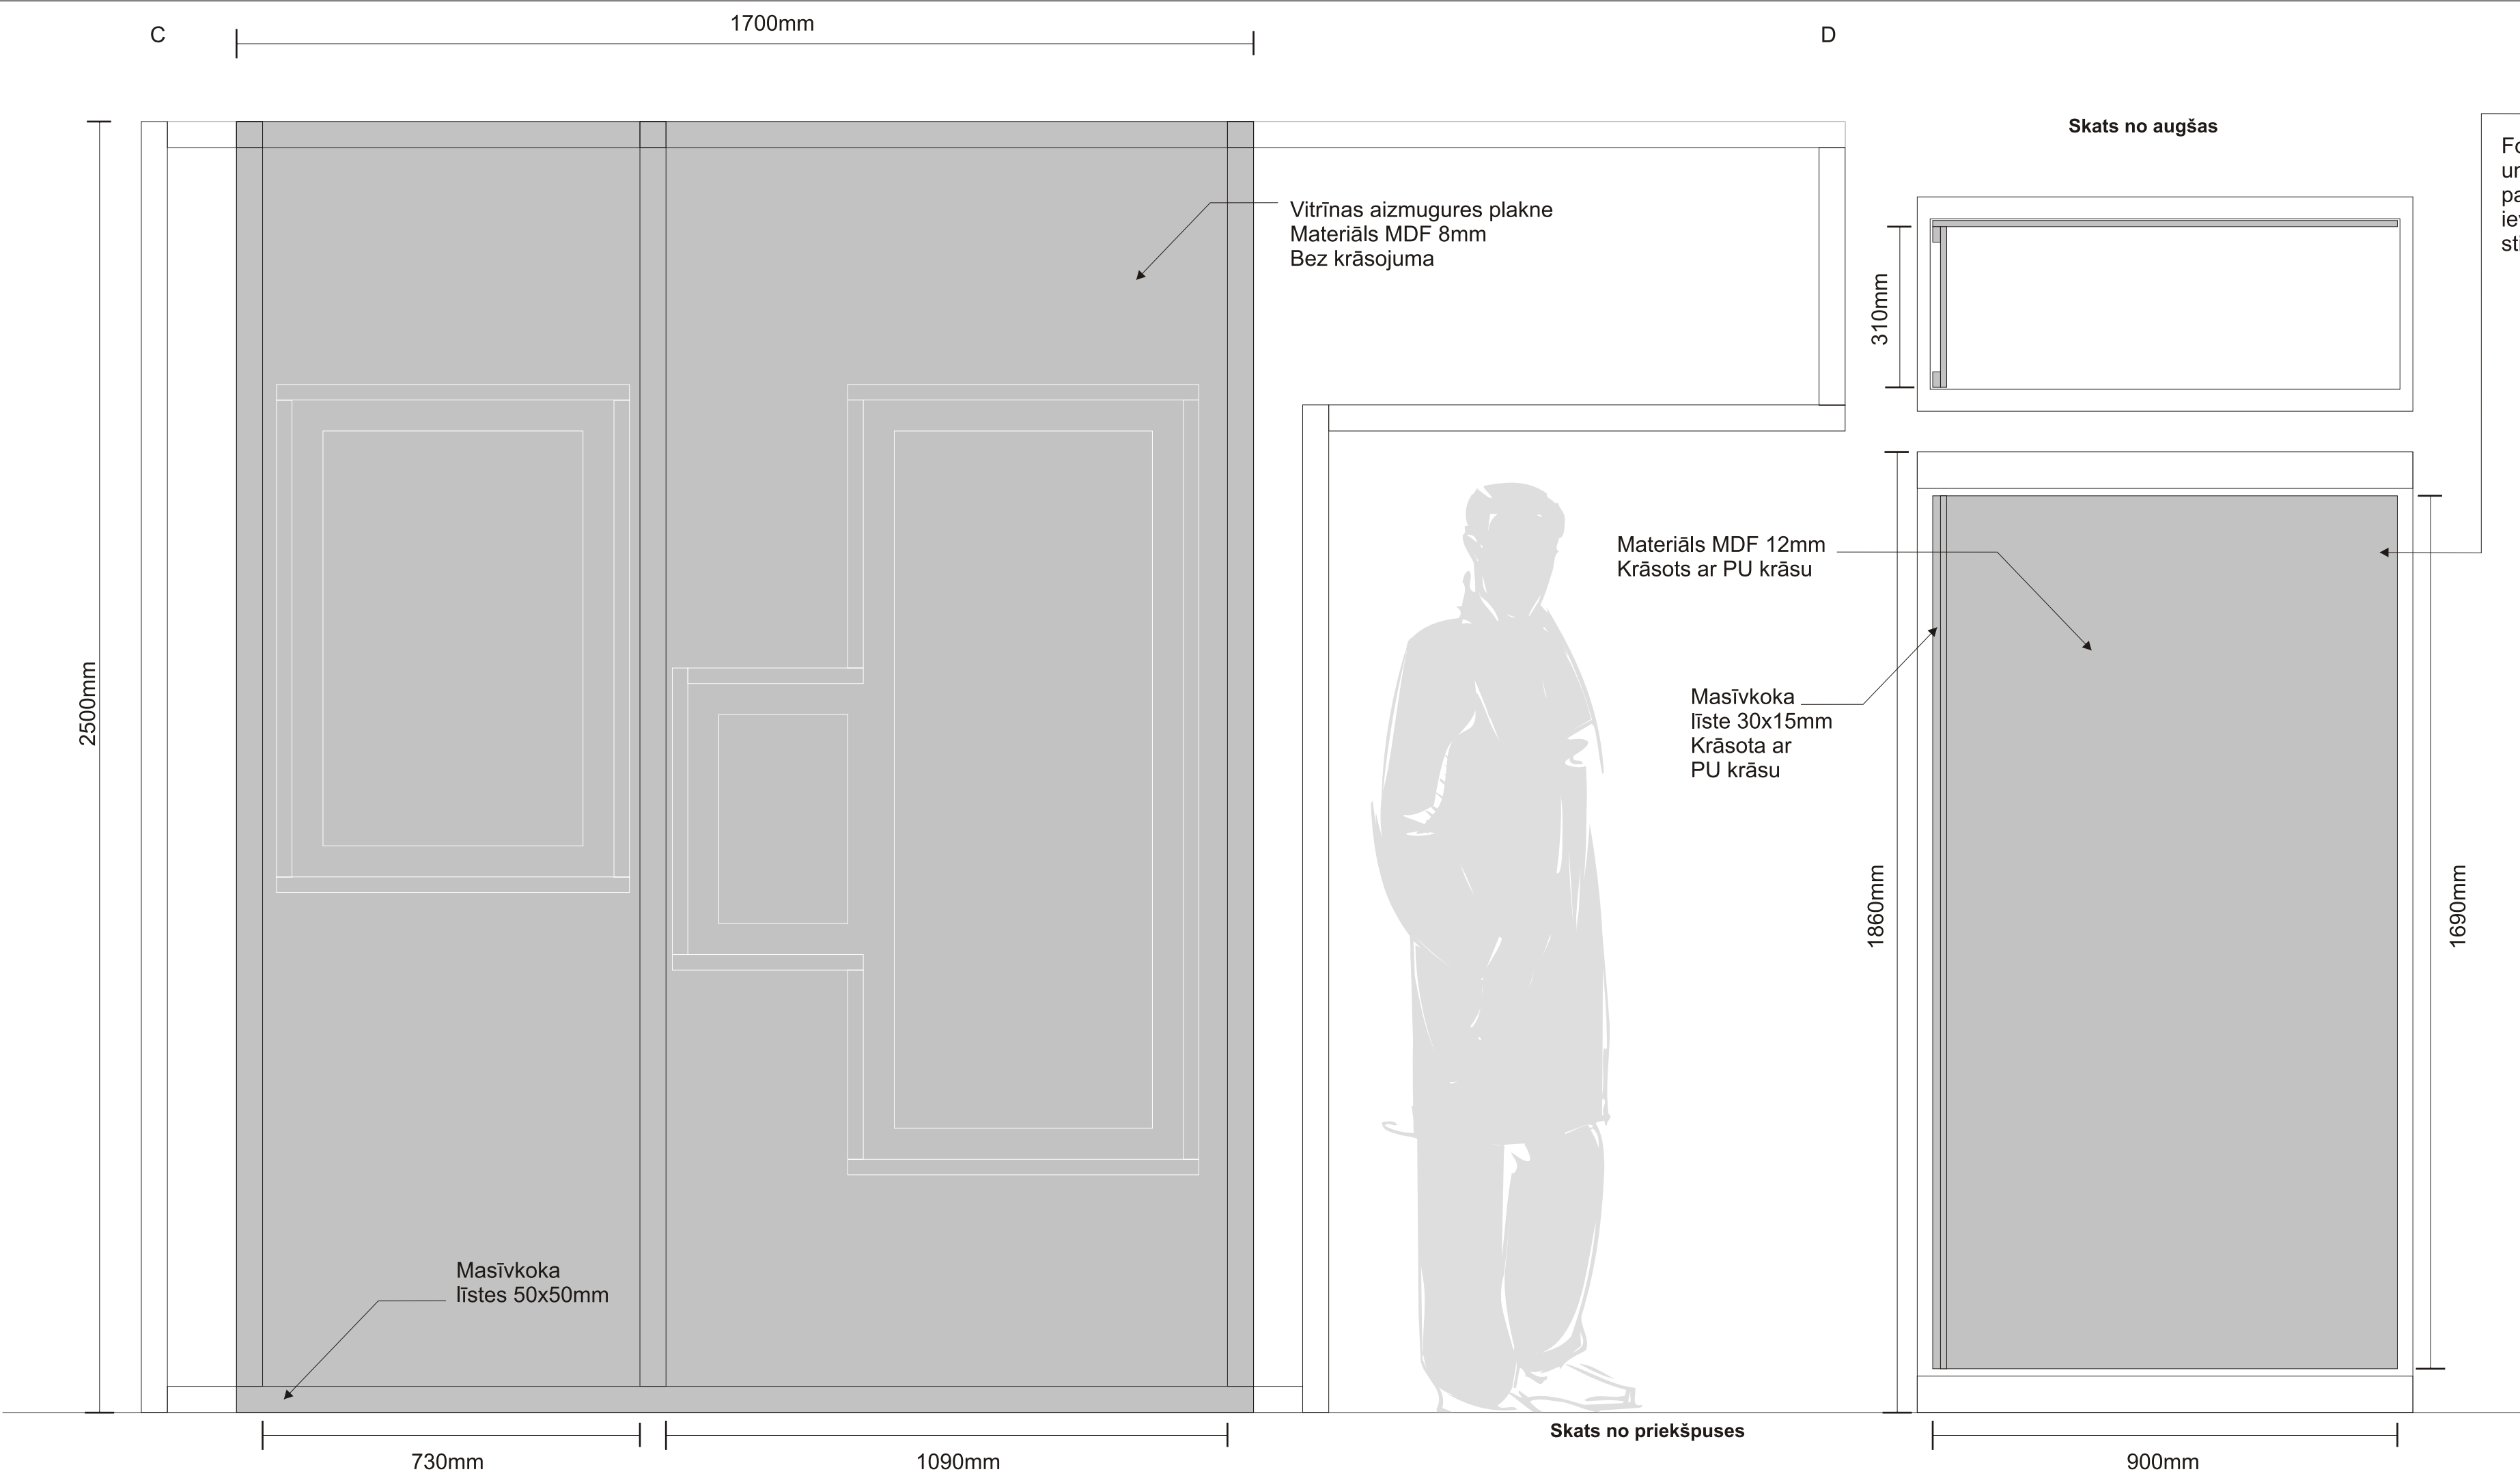 C
1700mm
D
Skats no augšas
Vitrīnas aizmugures plakne
Materiāls MDF 8mm
Bez krāsojuma
310mm
Materiāls MDF 12mm
Krāsots ar PU krāsu
2500mm
Masīvkoka
līste 30x15mm
Krāsota ar
PU krāsu
1860mm
1690mm
Masīvkoka
līstes 50x50mm
Skats no priekšpuses
730mm
1090mm
900mm